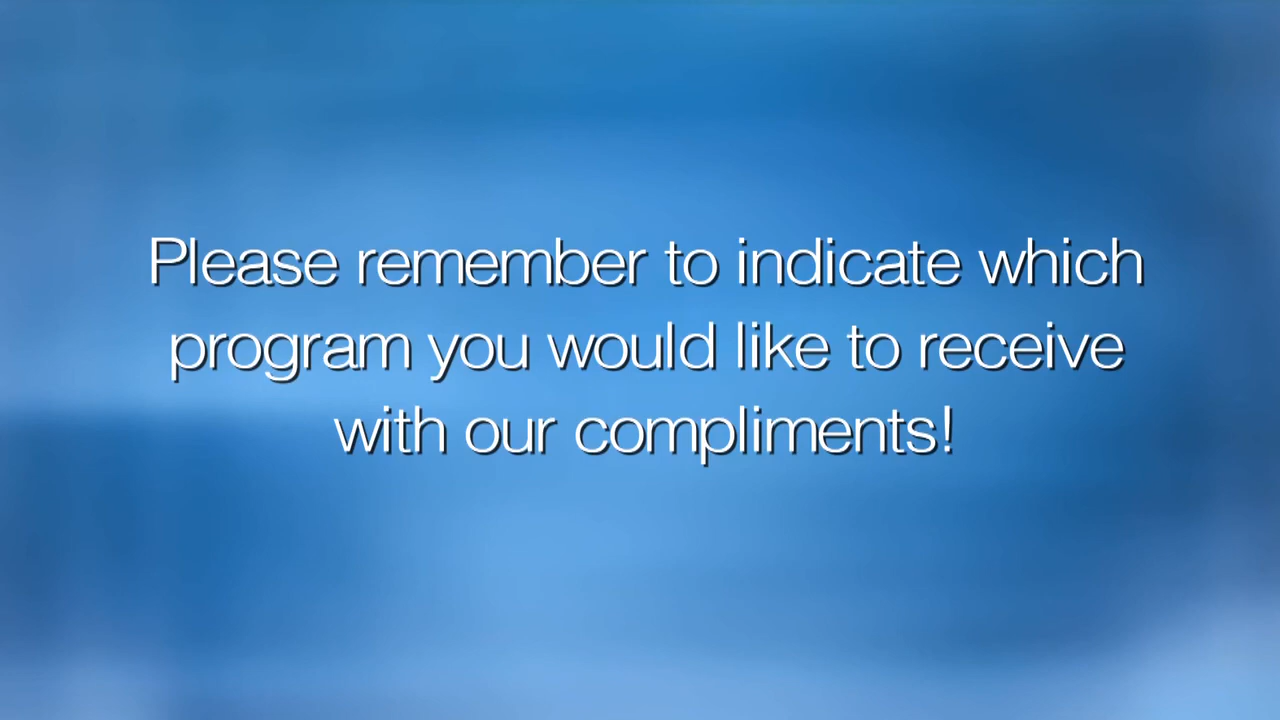 Please remember to indicate which
program you would like to receive
with our compliments!